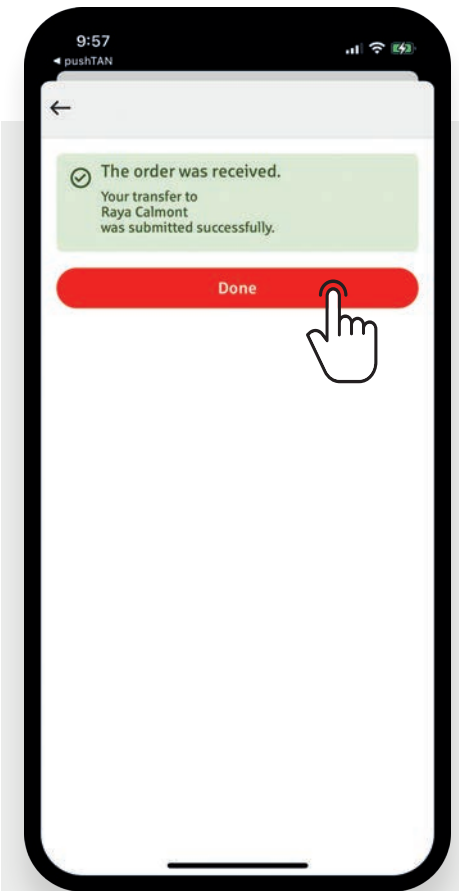 9:57
◀ pushTAN
The order was received.
Your transfer to
Raya Calmont
was submitted successfully.
Done